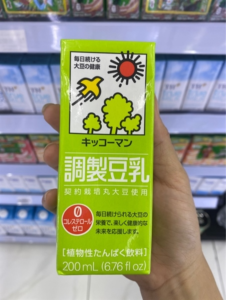 毎日続ける
大豆の健康
キッコーマン
調製豆乳
契約栽培丸大豆使用
0
コレステロール
ゼロ
毎日続けられる大豆の
栄養で、美しく健康的な
未来を応援します。
[植物性たんぱく飲料]
200 mL (6.76 fl oz)